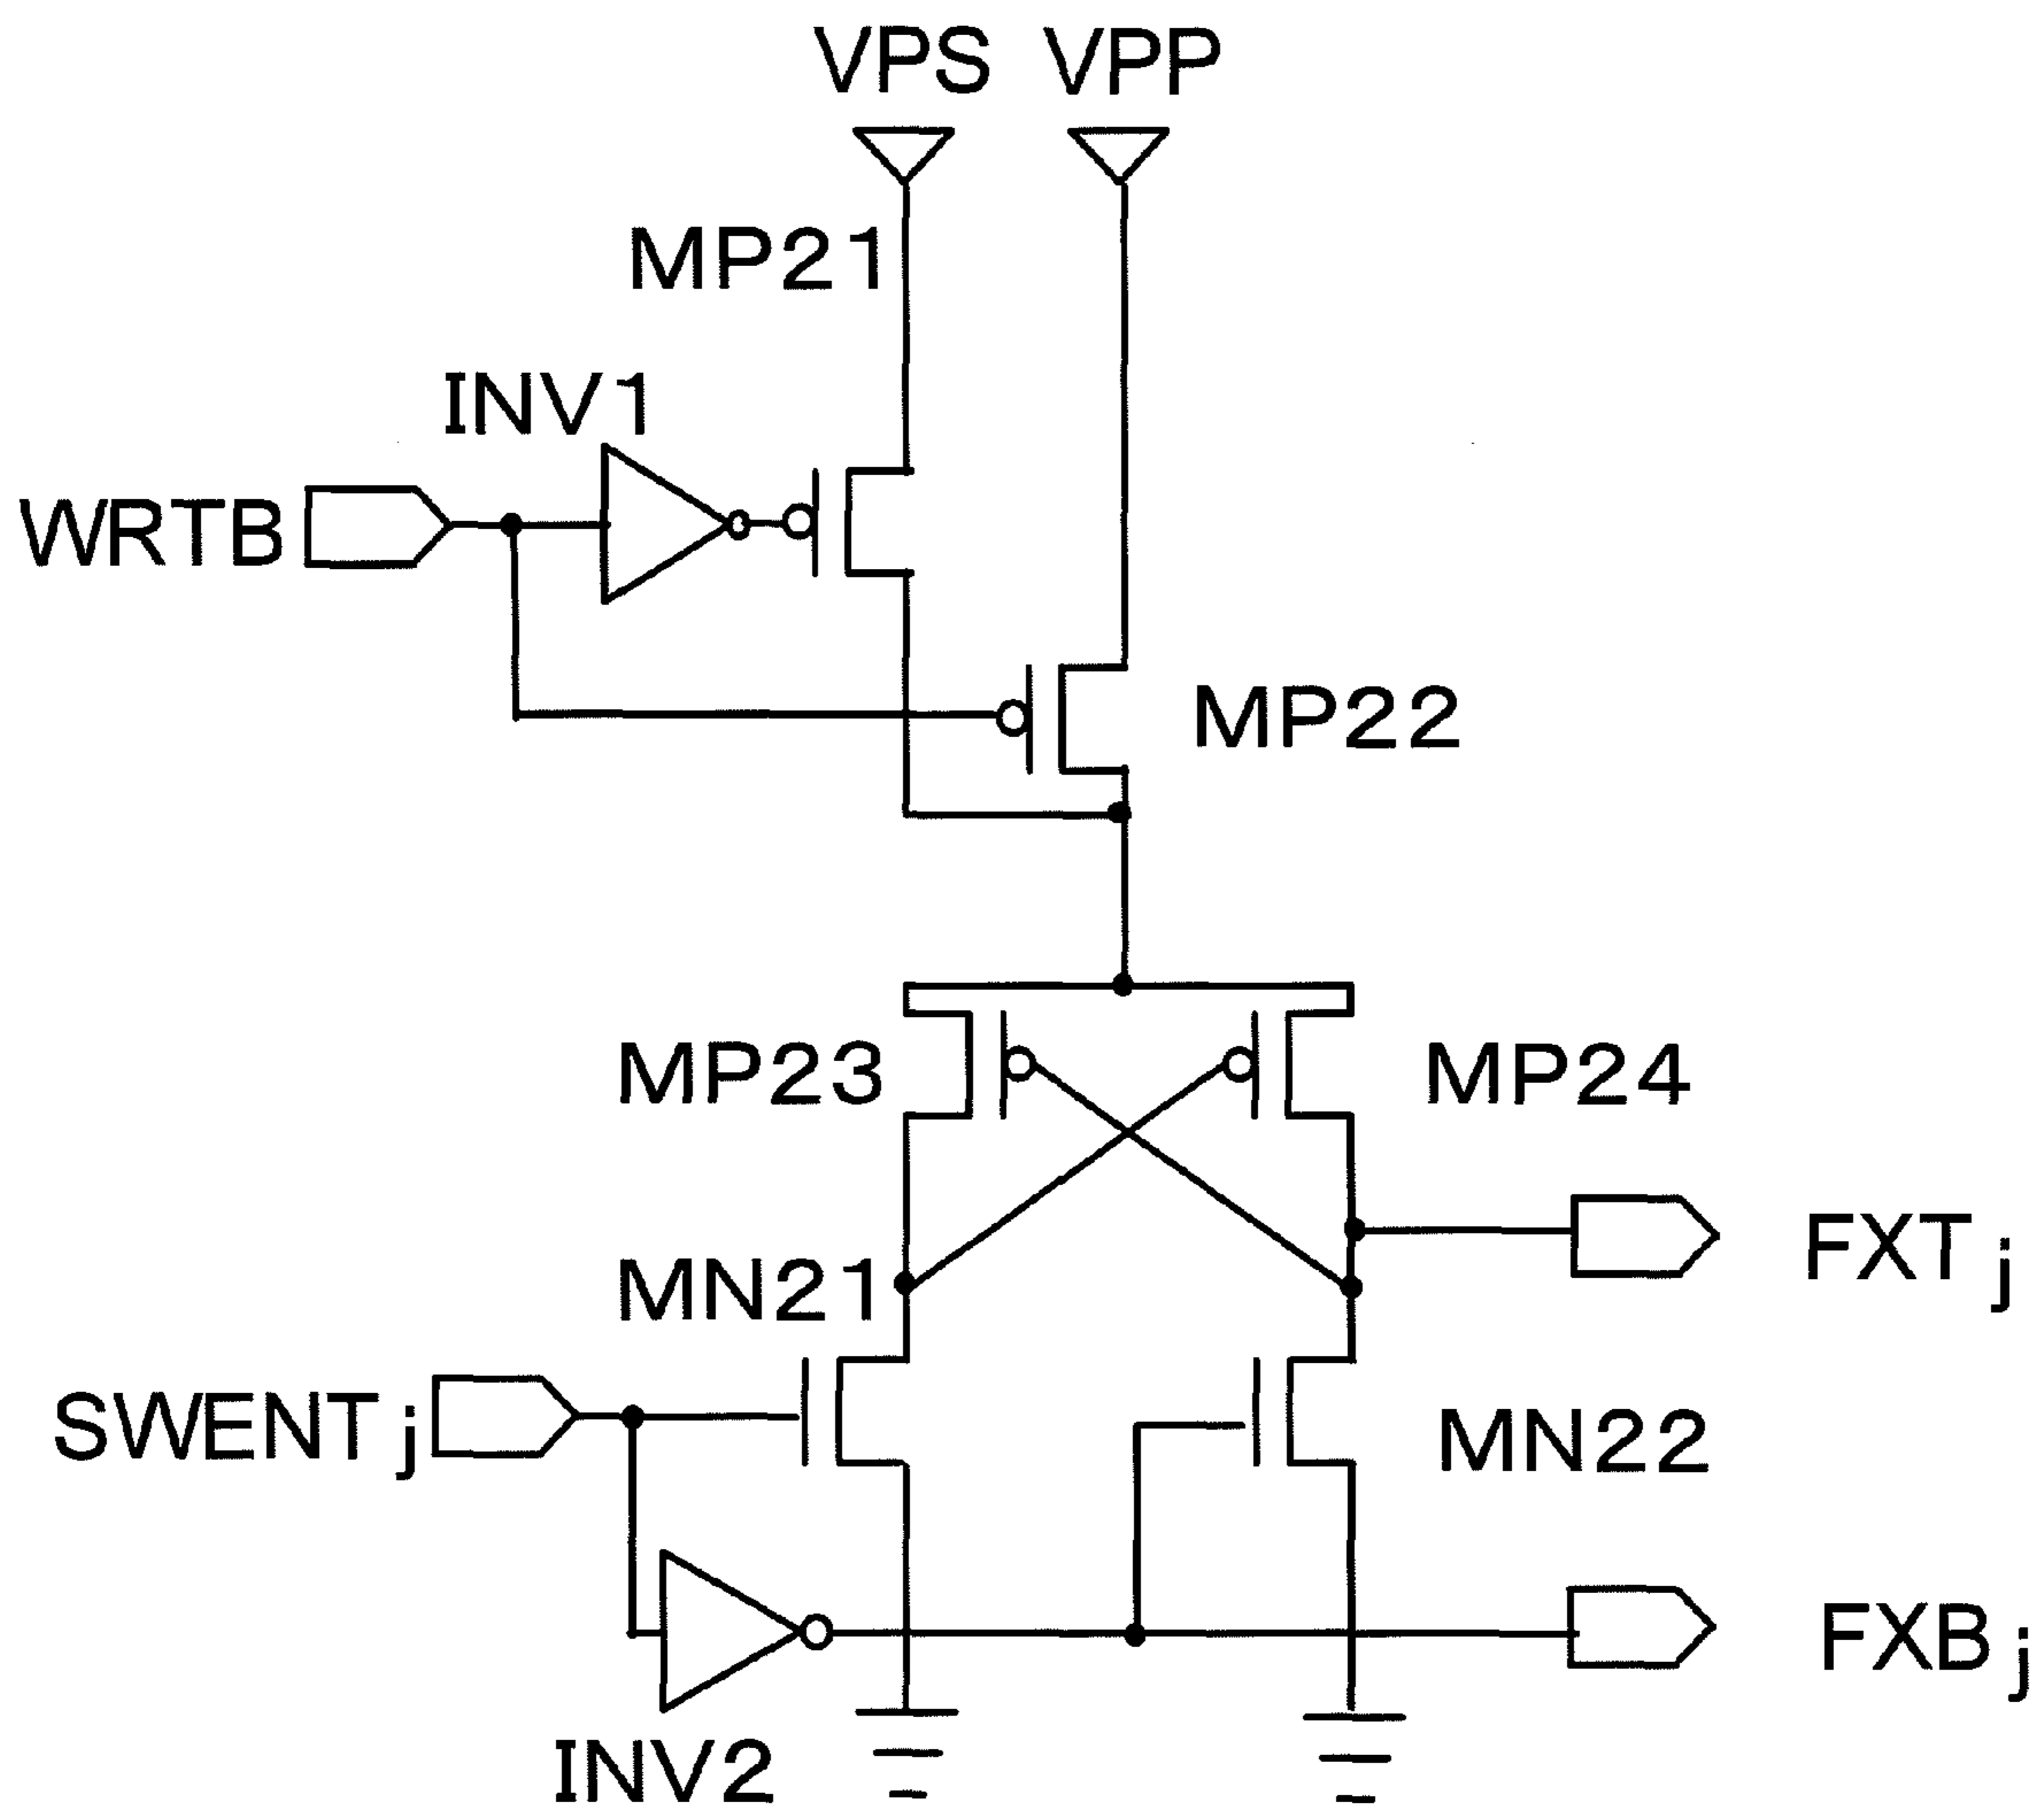 VPS VPP
MP21
INV1
WRTB
MP22
MP23
MP24
FXTj
MN21
SWENTj
MN22
FXBj
INV2